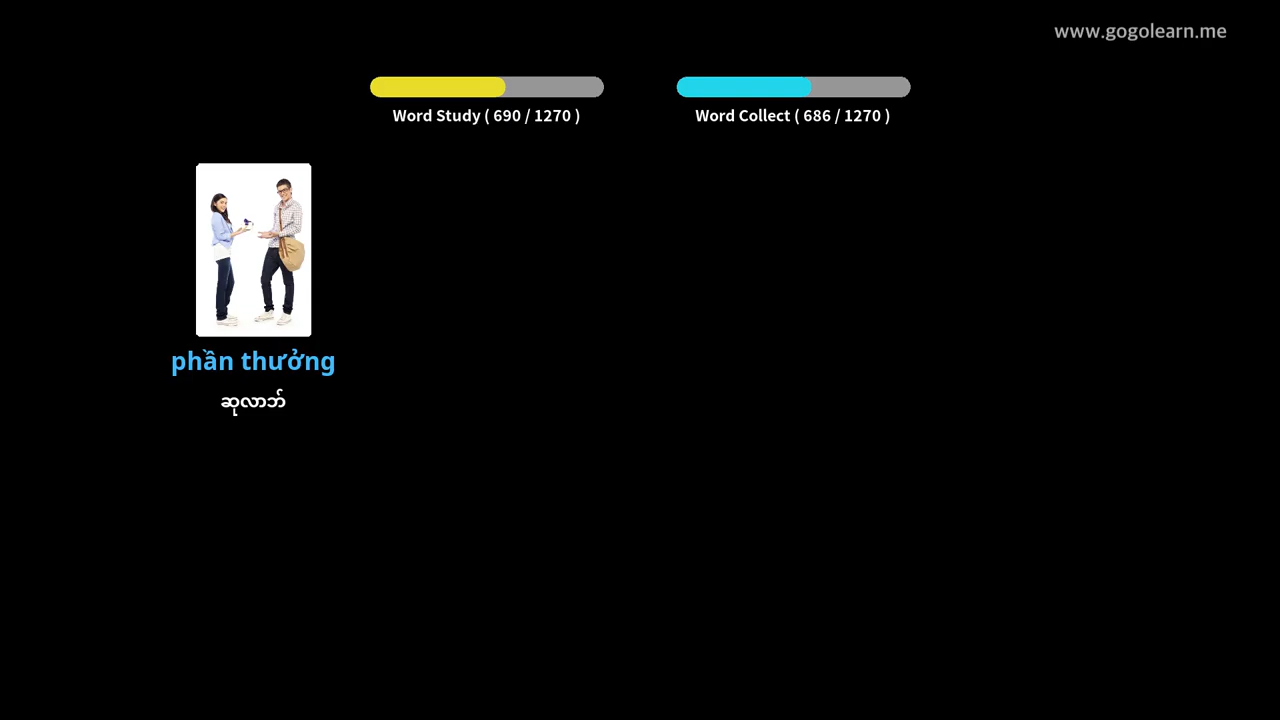 www.gogolearn.me
Word Study ( 690 / 1270 )
Word Collect ( 686 / 1270 )
phần thưởng
ဆုလာဘ်